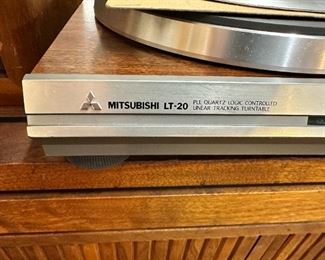 MITSUBISHI LT-20
PLL QUARTZ LOGIC CONTROLLED
LINEAR TRACKING TURNTABLE